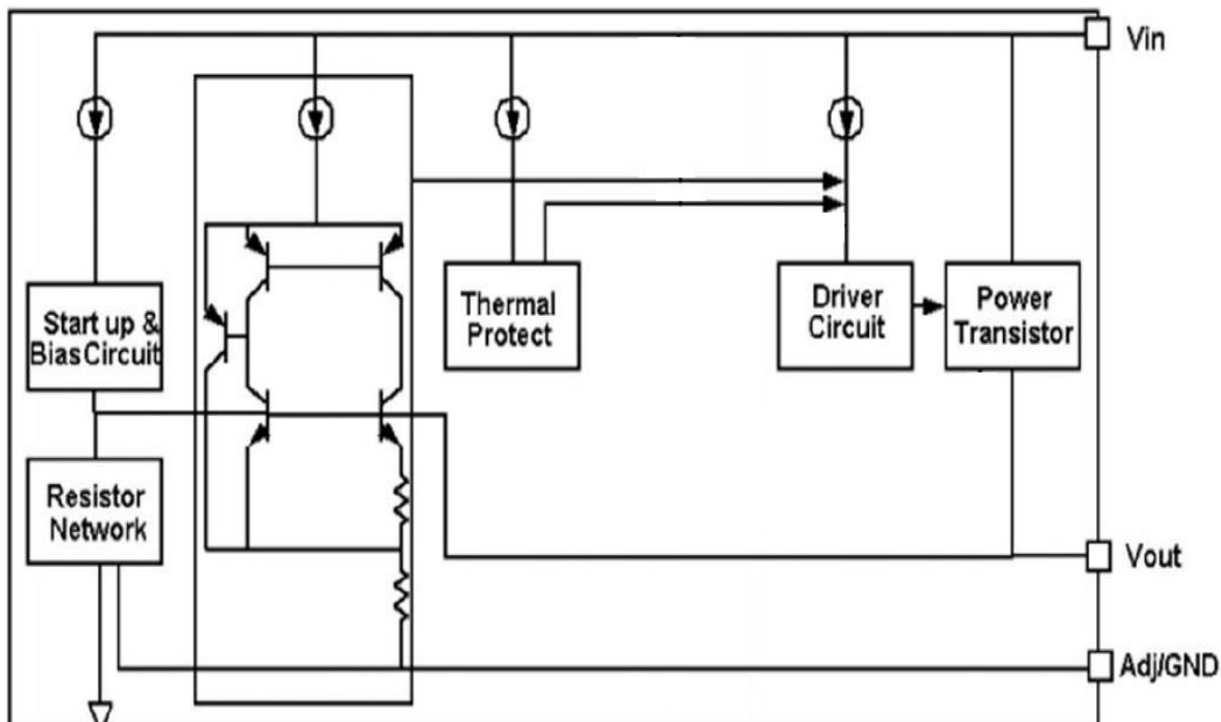 Vin
Start up &
Bias Circuit
Thermal
Protect
Driver
Circuit
Power
Transistor
Resistor
Network
Vout
Adj/GND